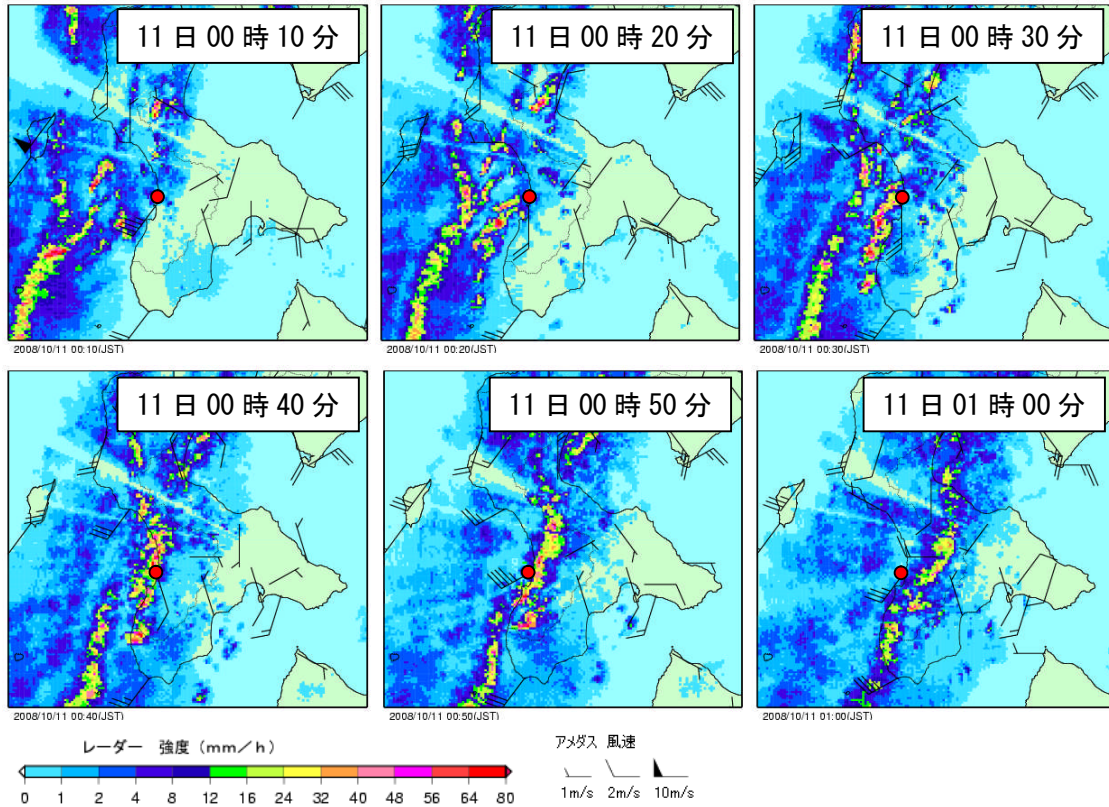 11日00時10分
11日00時20分
11日00時30分
2008/10/11 00:10(JST)
2008/10/11 00:20(JST)
2008/10/11 00:30(JST)
11日00時40分
11日00時50分
11日01時00分
2008/10/11 00:40(JST)
2008/10/11 00:50(JST)
2008/10/11 01:00(JST)
レーダー 強度(mm/h)
0 1 2 4 8 12 16 24 32 40 48 56 64 80
アメダス 風速
1m/s 2m/s 10m/s